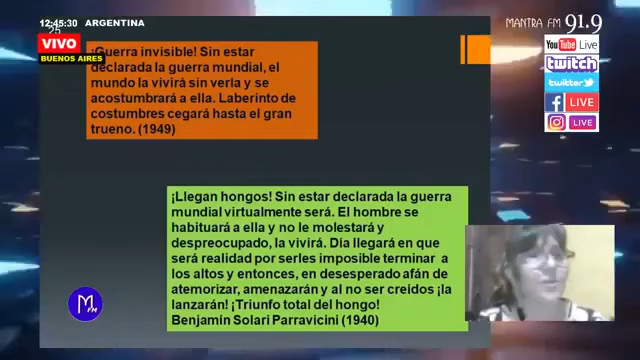 12:45:30 ARGENTINA
MANTRA FM 91.9
25
VIVO
BUENOS AIRES
YouTube Live
twitch
twitter
LIVE
LIVE
¡Guerra invisible! Sin estar
declarada la guerra mundial, el
mundo la vivirá sin verla y se
acostumbrará a ella. Laberinto de
costumbres cegará hasta el gran
trueno. (1949)
¡Llegan hongos! Sin estar declarada la guerra
mundial virtualmente será. El hombre se
habituará a ella y no le molestará y
despreocupado, la vivirá. Día llegará en que
será realidad por serles imposible terminar a
los altos y entonces, en desesperado afán de
atemorizar, amenazarán y al no ser creidos ¡la
lanzarán! ¡Triunfo total del hongo!
Benjamín Solari Parravicini (1940)
M
FM